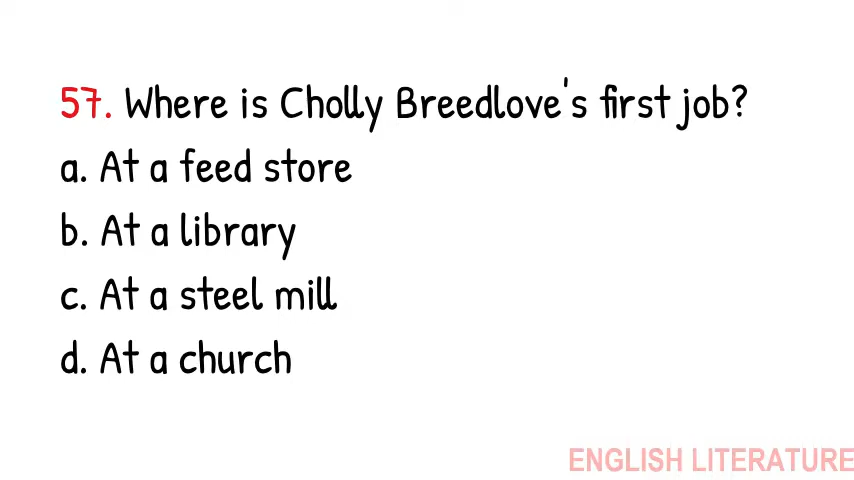 57. Where is Cholly Breedlove's first job?
a. At a feed store
b. At a library
c. At a steel mill
d. At a church
ENGLISH LITERATURE